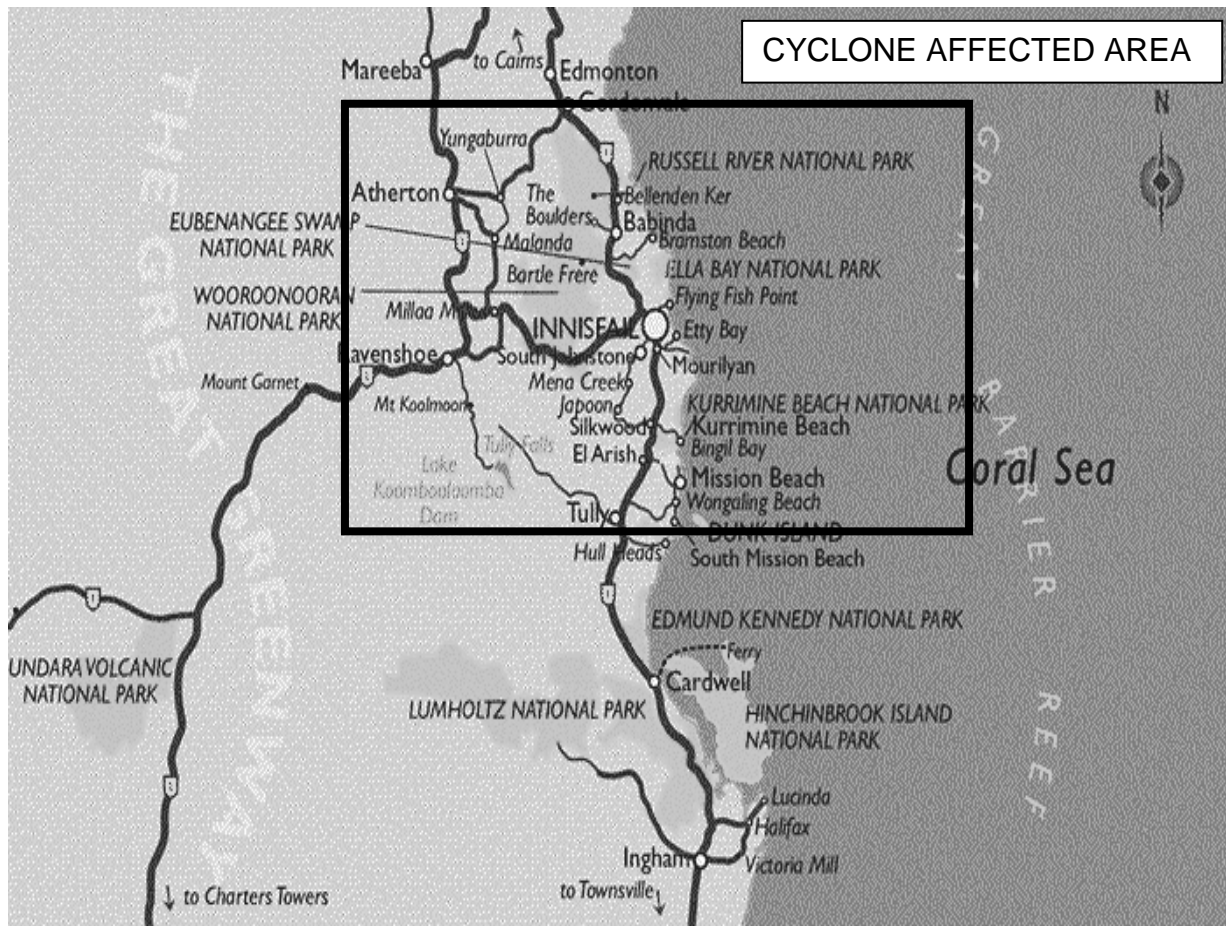 CYCLONE AFFECTED AREA
to Cairns
Mareeba
Edmonton
Gordonvale
N
THE GREAT
GREENWAY
GREAT
BARRIER
REEF
Yungaburra
RUSSELL RIVER NATIONAL PARK
Atherton
The
Boulders
Bellenden Ker
EUBENANGEE SWAMP
NATIONAL PARK
Babinda
Malanda
Bramston Beach
Bartle Frere
ELLA BAY NATIONAL PARK
WOOROONOORAN
NATIONAL PARK
Flying Fish Point
INNISFAIL
Etty Bay
Ravenshoe
South Johnstone
Mourilyan
Mount Garnet
Mena Creek
Mt Koolmoon
Japoon
KURRIMINE BEACH NATIONAL PARK
Silkwood
Kurrimine Beach
Tully Falls
Bingil Bay
El Arish
Lake
Koombooloomba
Dam
Coral Sea
Mission Beach
Wongaling Beach
Tully
DUNK ISLAND
Hull Heads
South Mission Beach
EDMUND KENNEDY NATIONAL PARK
Ferry
UNDARA VOLCANIC
NATIONAL PARK
Cardwell
LUMHOLTZ NATIONAL PARK
HINCHINBROOK ISLAND
NATIONAL PARK
Lucinda
Halifax
Ingham
Victoria Mill
to Charters Towers
to Townsville